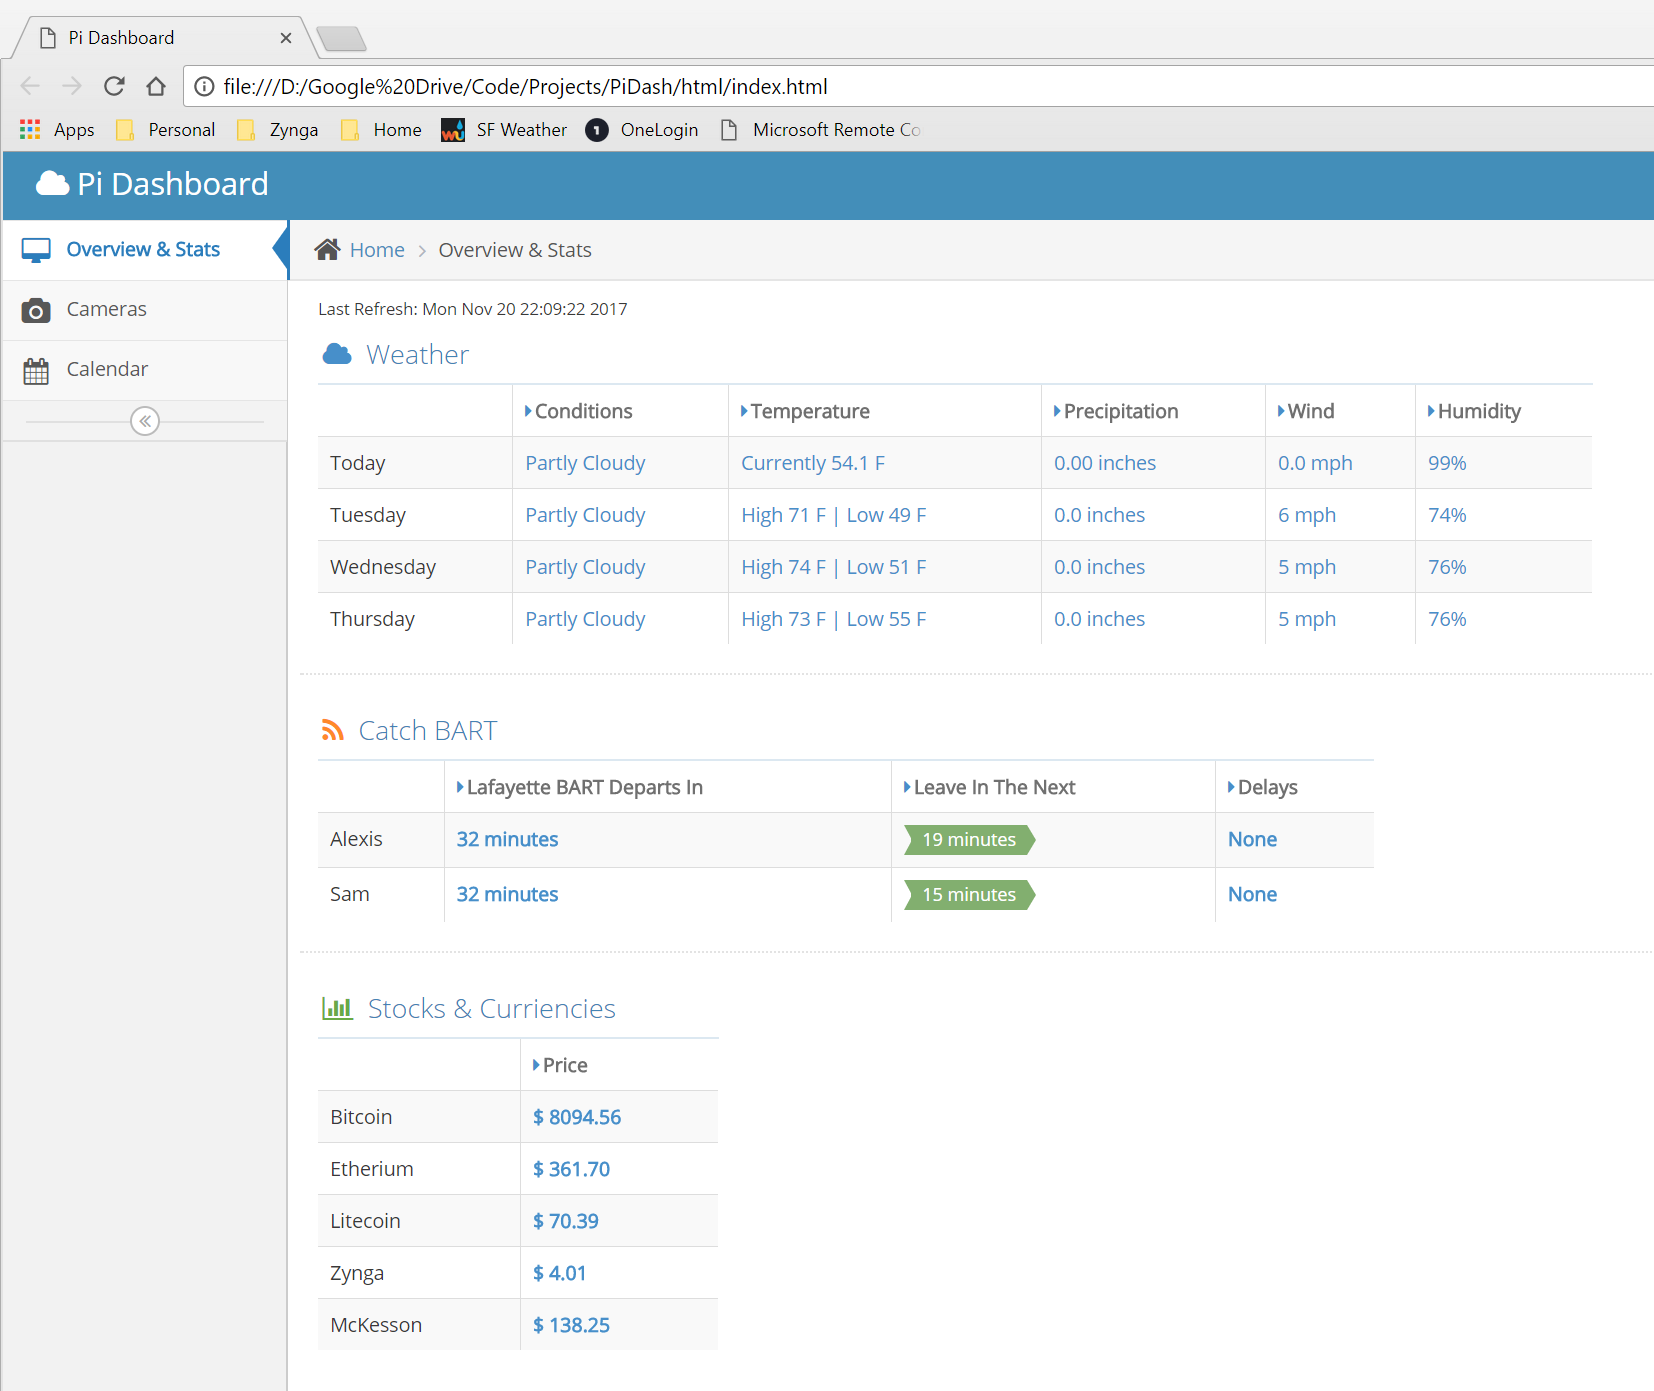 Pi Dashboard
file:///D:/Google%20Drive/Code/Projects/PiDash/html/index.html
Apps Personal Zynga Home wu SF Weather 1 OneLogin Microsoft Remote Co
Pi Dashboard
Overview & Stats
Cameras
Calendar
Home > Overview & Stats
Last Refresh: Mon Nov 20 22:09:22 2017
Weather
Conditions Temperature Precipitation Wind Humidity
Today Partly Cloudy Currently 54.1 F 0.00 inches 0.0 mph 99%
Tuesday Partly Cloudy High 71 F | Low 49 F 0.0 inches 6 mph 74%
Wednesday Partly Cloudy High 74 F | Low 51 F 0.0 inches 5 mph 76%
Thursday Partly Cloudy High 73 F | Low 55 F 0.0 inches 5 mph 76%
Catch BART
Lafayette BART Departs In Leave In The Next Delays
Alexis 32 minutes 19 minutes None
Sam 32 minutes 15 minutes None
Stocks & Curriencies
Price
Bitcoin $ 8094.56
Etherium $ 361.70
Litecoin $ 70.39
Zynga $ 4.01
McKesson $ 138.25